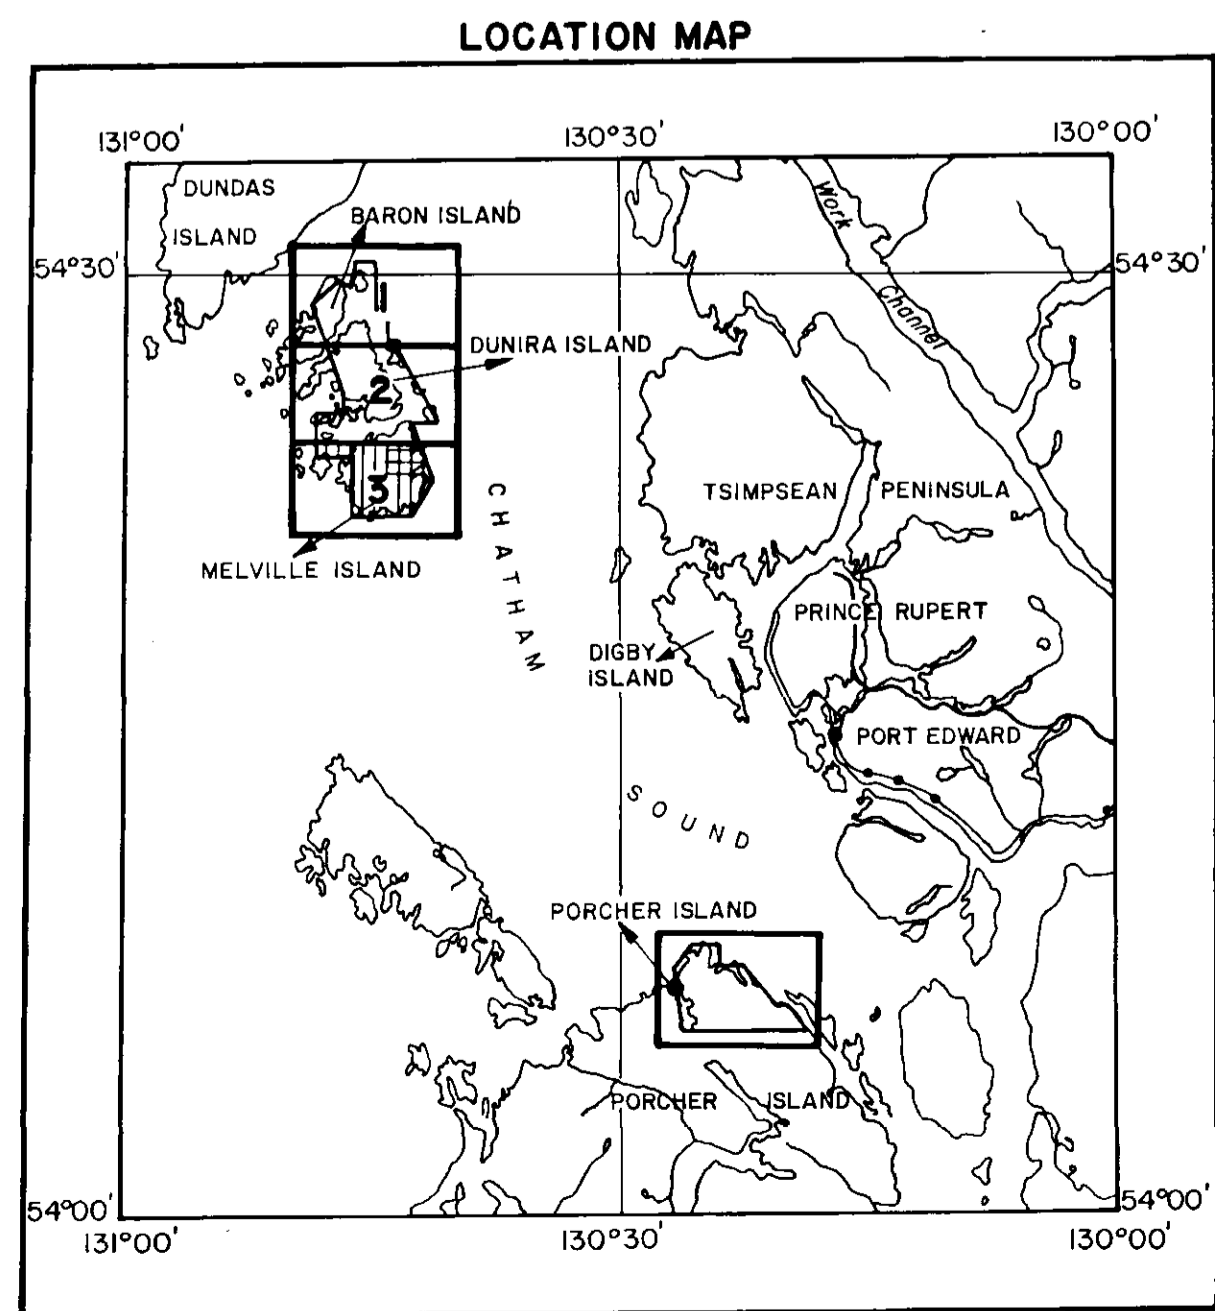 LOCATION MAP
131°00'
130°30'
130°00'
DUNDAS
ISLAND
BARON ISLAND
Work
Channel
54°30'
54°30'
1
DUNIRA ISLAND
2
3
TSIMPSEAN PENINSULA
MELVILLE ISLAND
CHATHAM
PRINCE RUPERT
DIGBY
ISLAND
PORT EDWARD
SOUND
PORCHER ISLAND
PORCHER ISLAND
54°00'
54°00'
131°00'
130°30'
130°00'